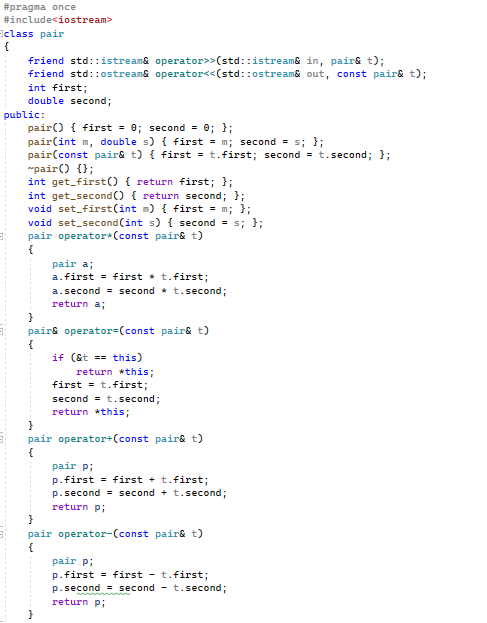 #pragma once
#include<iostream>
class pair
{
    friend std::istream& operator>>(std::istream& in, pair& t);
    friend std::ostream& operator<<(std::ostream& out, const pair& t);
    int first;
    double second;
public:
    pair() { first = 0; second = 0; };
    pair(int m, double s) { first = m; second = s; };
    pair(const pair& t) { first = t.first; second = t.second; };
    ~pair() {};
    int get_first() { return first; };
    int get_second() { return second; };
    void set_first(int m) { first = m; };
    void set_second(int s) { second = s; };
    pair operator*(const pair& t)
    {
        pair a;
        a.first = first * t.first;
        a.second = second * t.second;
        return a;
    }
    pair& operator=(const pair& t)
    {
        if (&t == this)
            return *this;
        first = t.first;
        second = t.second;
        return *this;
    }
    pair operator+(const pair& t)
    {
        pair p;
        p.first = first + t.first;
        p.second = second + t.second;
        return p;
    }
    pair operator-(const pair& t)
    {
        pair p;
        p.first = first - t.first;
        p.second = second - t.second;
        return p;
    }